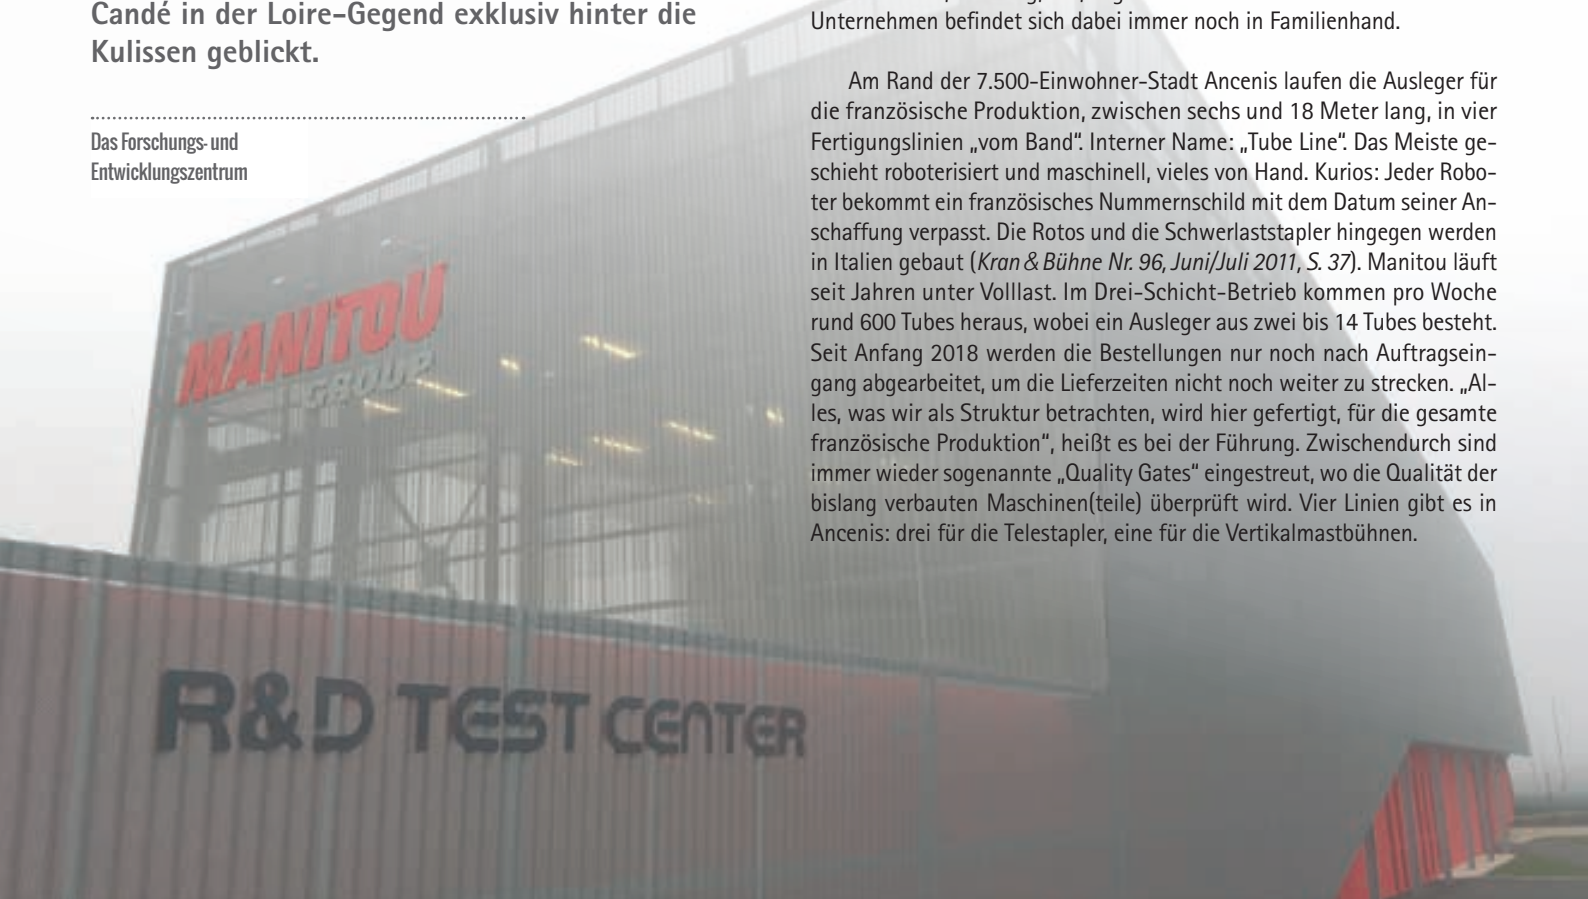 Candé in der Loire-Gegend exklusiv hinter die
Kulissen geblickt.
Das Forschungs- und
Entwicklungszentrum
Unternehmen befindet sich dabei immer noch in Familienhand.
Am Rand der 7.500-Einwohner-Stadt Ancenis laufen die Ausleger für
die französische Produktion, zwischen sechs und 18 Meter lang, in vier
Fertigungslinien „vom Band“. Interner Name: „Tube Line“. Das Meiste ge-
schieht roboterisiert und maschinell, vieles von Hand. Kurios: Jeder Robo-
ter bekommt ein französisches Nummernschild mit dem Datum seiner An-
schaffung verpasst. Die Rotos und die Schwerlaststapler hingegen werden
in Italien gebaut (Kran & Bühne Nr. 96, Juni/Juli 2011, S. 37). Manitou läuft
seit Jahren unter Volllast. Im Drei-Schicht-Betrieb kommen pro Woche
rund 600 Tubes heraus, wobei ein Ausleger aus zwei bis 14 Tubes besteht.
Seit Anfang 2018 werden die Bestellungen nur noch nach Auftragsein-
gang abgearbeitet, um die Lieferzeiten nicht noch weiter zu strecken. „Al-
les, was wir als Struktur betrachten, wird hier gefertigt, für die gesamte
französische Produktion“, heißt es bei der Führung. Zwischendurch sind
immer wieder sogenannte „Quality Gates“ eingestreut, wo die Qualität der
bislang verbauten Maschinen(teile) überprüft wird. Vier Linien gibt es in
Ancenis: drei für die Telestapler, eine für die Vertikalmastbühnen.
MANITOU
GROUP
R&D TEST CENTER